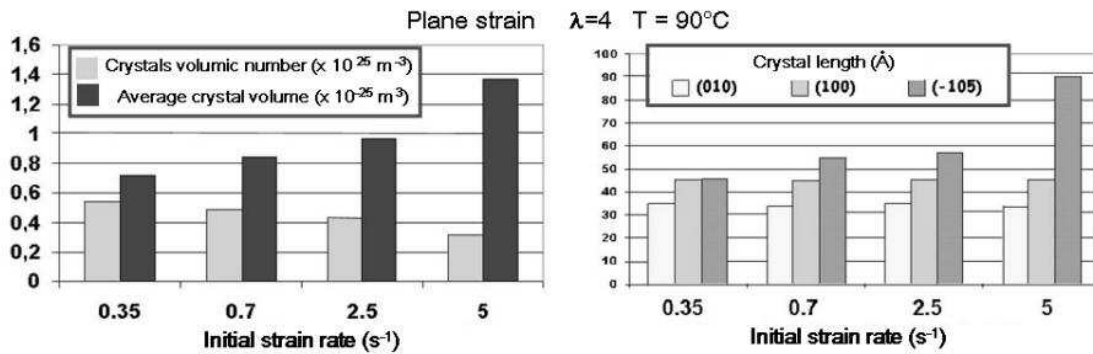 Plane strain λ=4 T = 90°C
1,6
1,4
1,2
1
0,8
0,6
0,4
0,2
0
Crystals volumic number (x 10 25 m-3)
Average crystal volume (x 10-25 m3)
0.35 0.7 2.5 5
Initial strain rate (s-1)
100
90
80
70
60
50
40
30
20
10
0
Crystal length (Å)
(010) (100) (-105)
0.35 0.7 2.5 5
Initial strain rate (s-1)